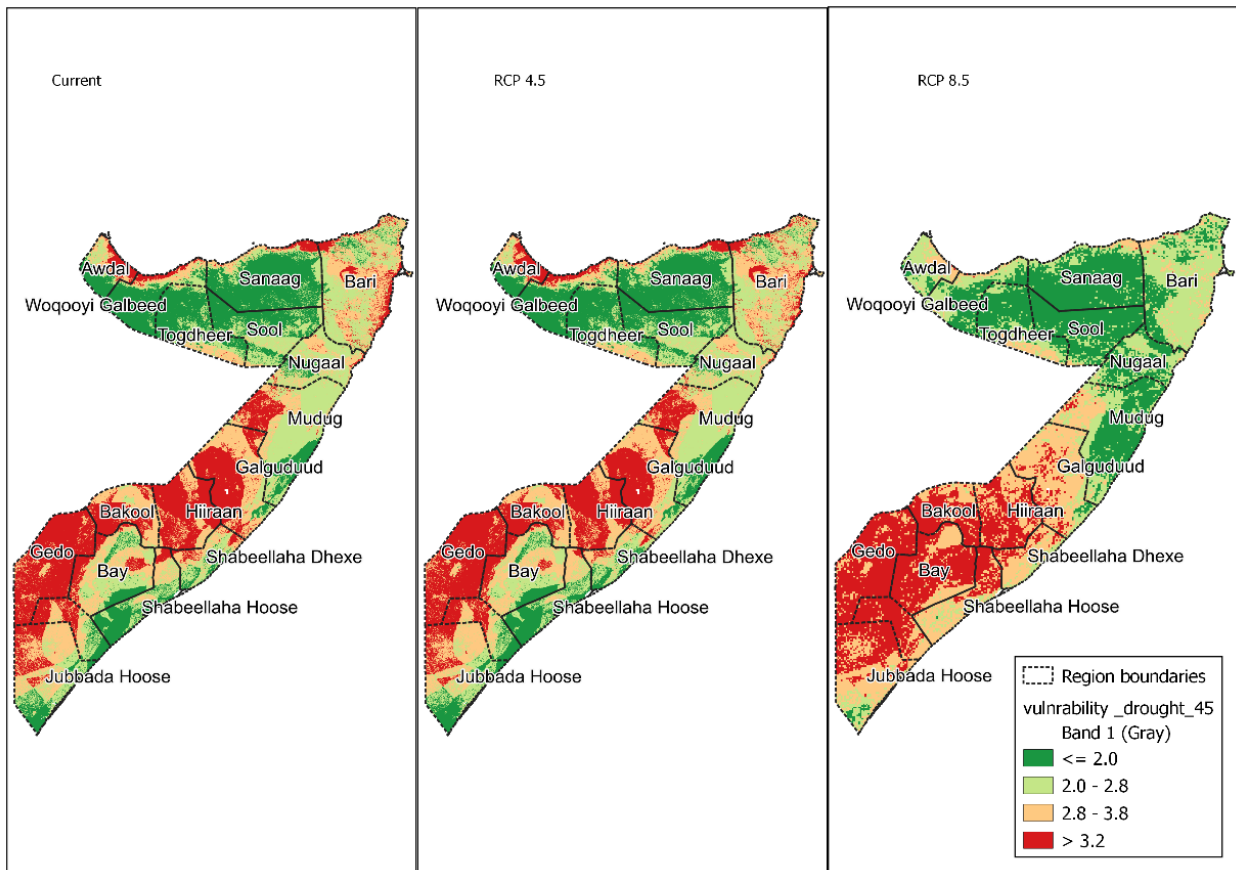 Current
Awdal
Woqooyi Galbeed
Sanaag
Bari
Togdheer
Sool
Nugaal
Mudug
Galguduud
Bakool
Hiiraan
Gedo
Bay
Shabeellaha Dhexe
Shabeellaha Hoose
Jubbada Hoose
RCP 4.5
Awdal
Woqooyi Galbeed
Sanaag
Bari
Togdheer
Sool
Nugaal
Mudug
Galguduud
Bakool
Hiiraan
Gedo
Bay
Shabeellaha Dhexe
Shabeellaha Hoose
Jubbada Hoose
RCP 8.5
Awdal
Woqooyi Galbeed
Sanaag
Bari
Togdheer
Sool
Nugaal
Mudug
Galguduud
Bakool
Hiiraan
Gedo
Bay
Shabeellaha Dhexe
Shabeellaha Hoose
Jubbada Hoose
Region boundaries
vulnrability _drought_45
Band 1 (Gray)
<= 2.0
2.0 - 2.8
2.8 - 3.8
> 3.2